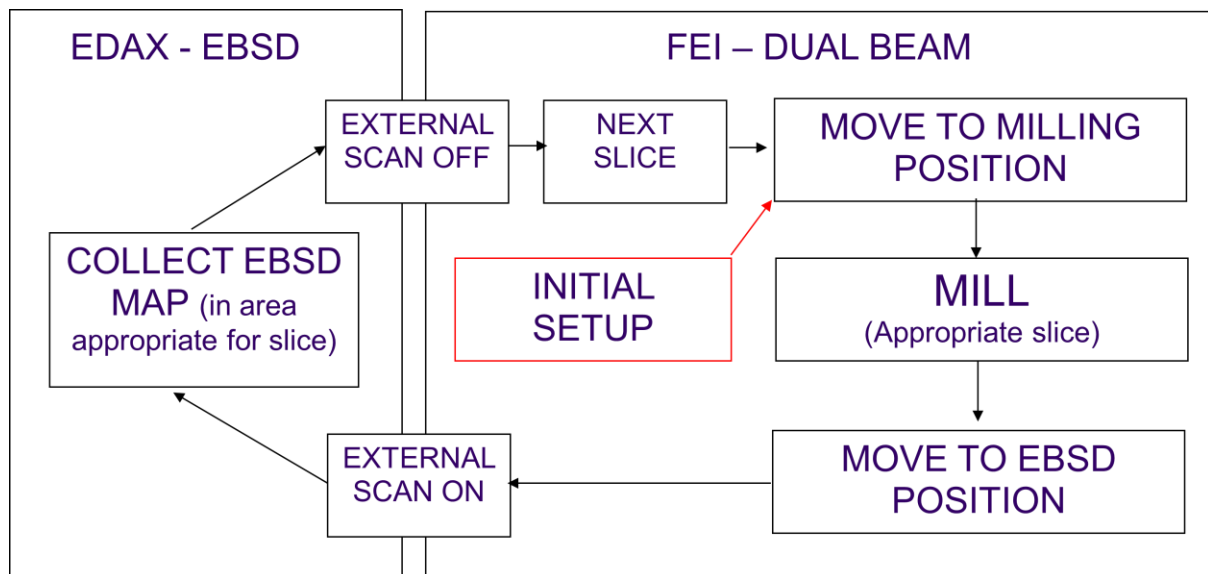 EDAX - EBSD
FEI – DUAL BEAM
EXTERNAL
SCAN OFF
NEXT
SLICE
MOVE TO MILLING
POSITION
COLLECT EBSD
MAP (in area
appropriate for slice)
INITIAL
SETUP
MILL
(Appropriate slice)
EXTERNAL
SCAN ON
MOVE TO EBSD
POSITION